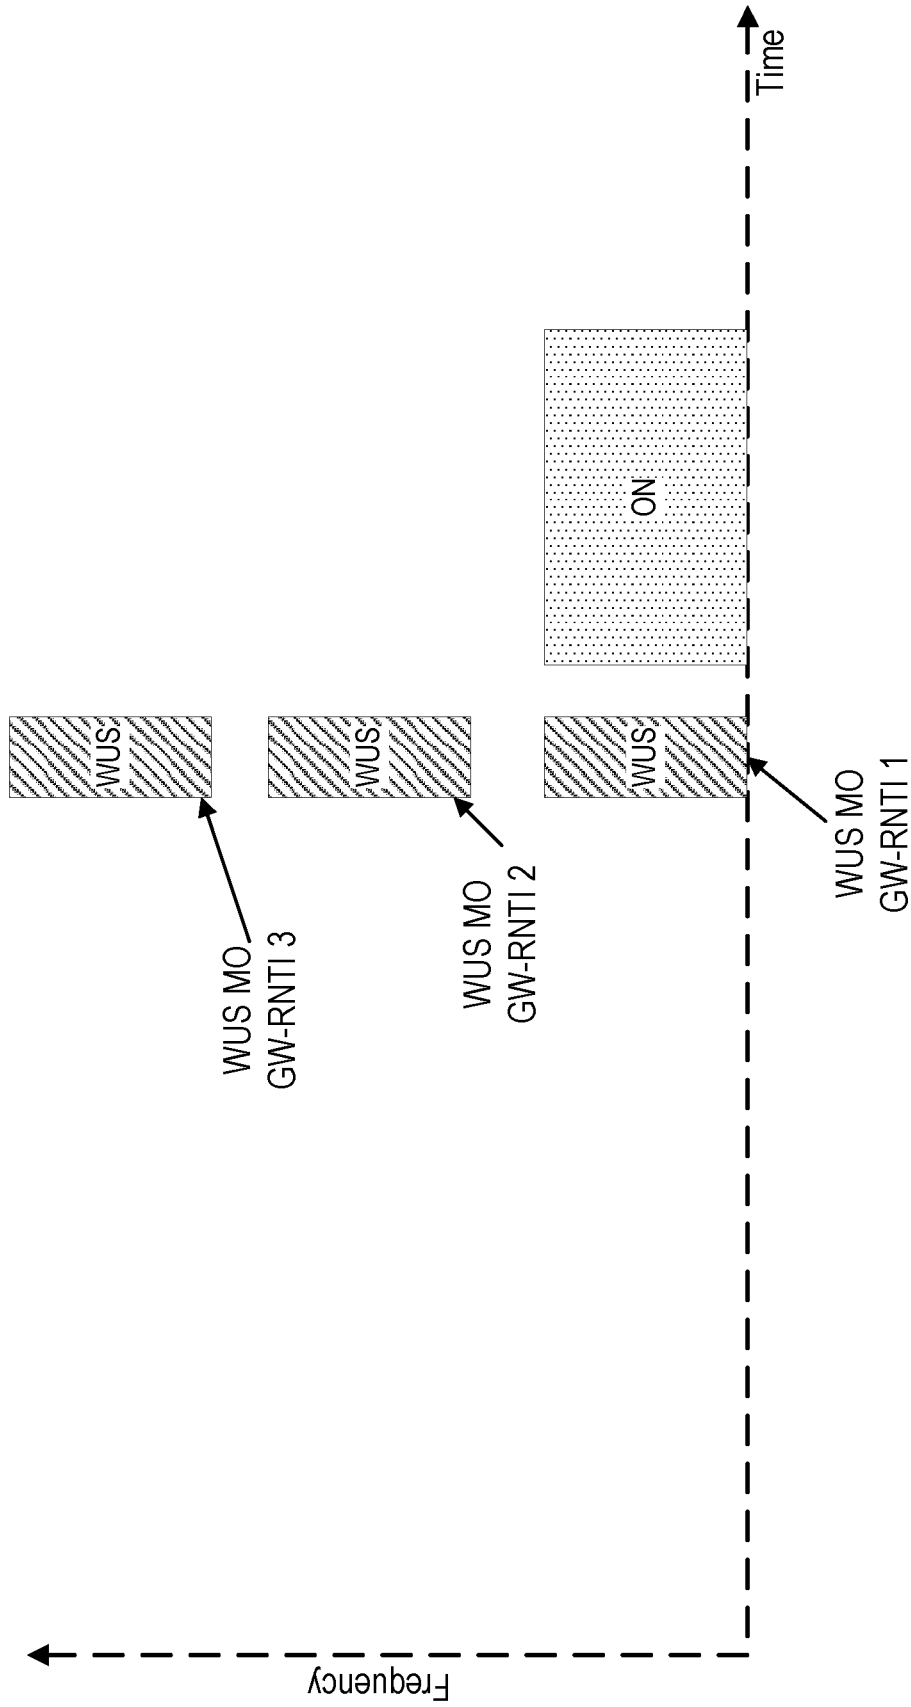 WUS
WUS MO
GW-RNTI 3
WUS
WUS MO
GW-RNTI 2
Frequency
WUS
ON
Time
WUS MO
GW-RNTI 1